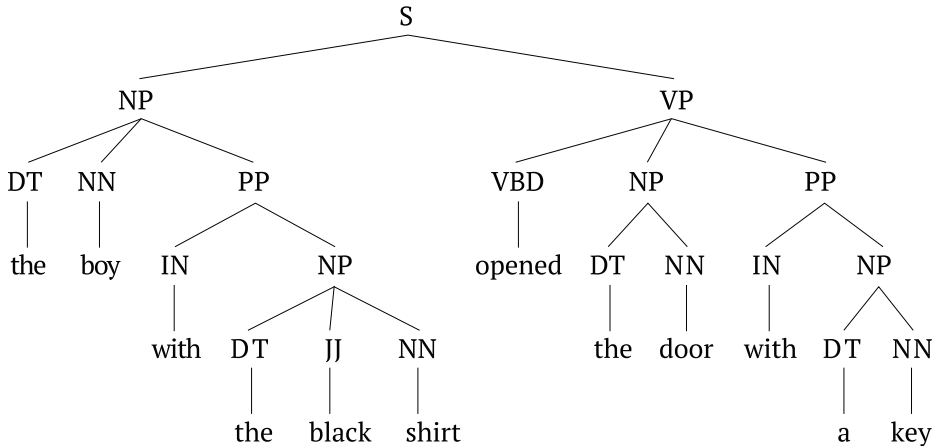 S
NP VP
DT NN PP VBD NP PP
the boy IN NP opened DT NN IN NP
with DT JJ NN the door with DT NN
the black shirt a key